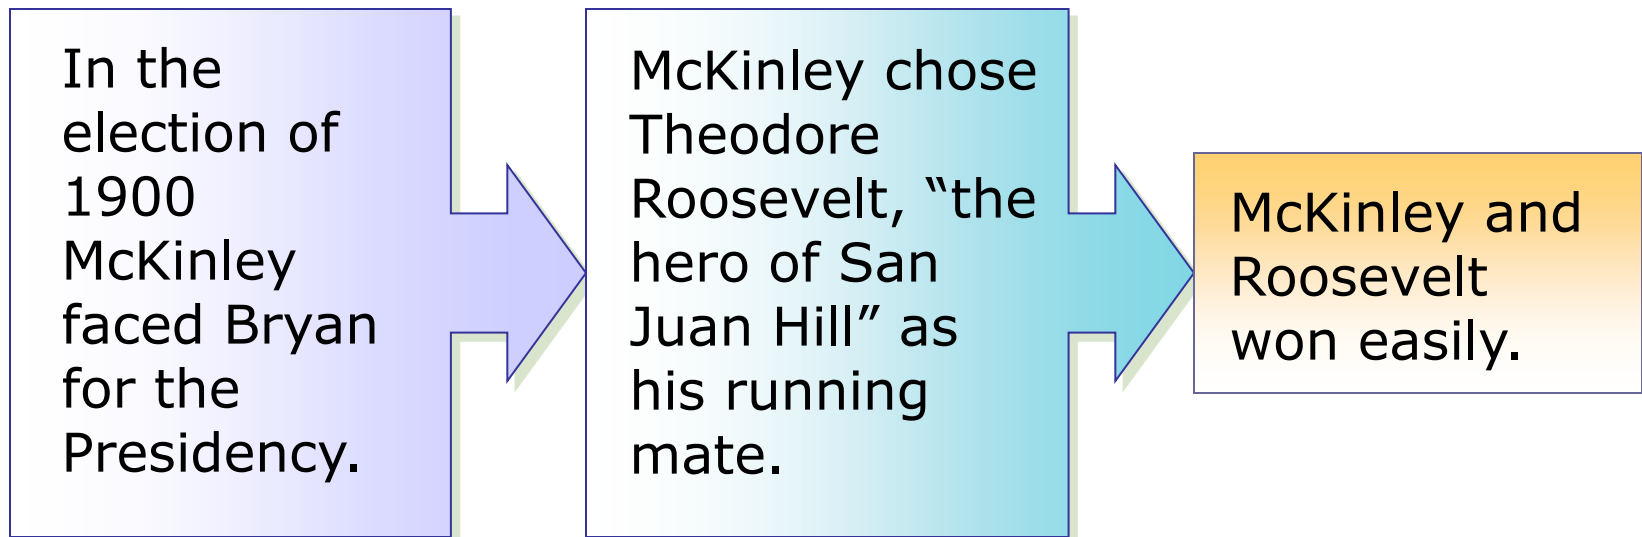 In the
election of
1900
McKinley
faced Bryan
for the
Presidency.
McKinley chose
Theodore
Roosevelt, “the
hero of San
Juan Hill” as
his running
mate.
McKinley and
Roosevelt
won easily.